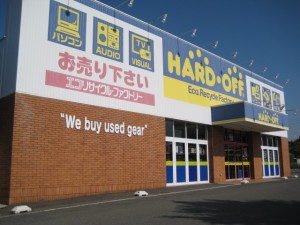 パソコン
AUDIO
TV
VISUAL
お売り下さい
エコリサイクル・ファクトリー
"We buy used gear"
HARD-OFF
Eco.Recycle Factory
HARD-OFF